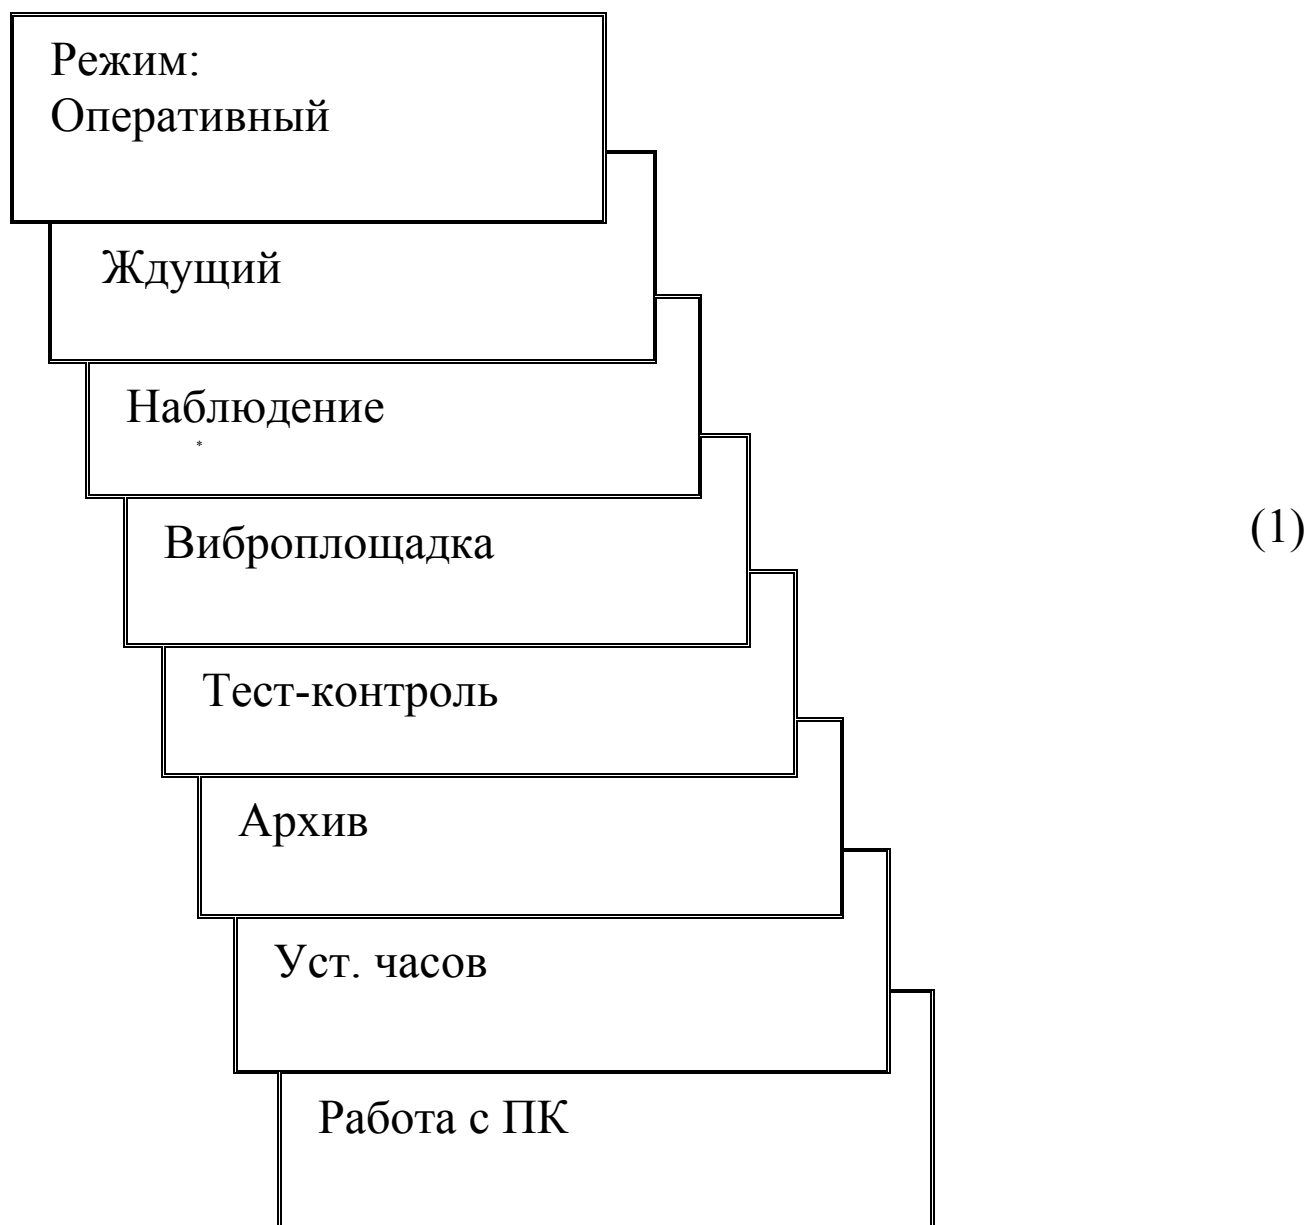 Режим:
Оперативный
Ждущий
Наблюдение
*
Виброплощадка
(1)
Тест-контроль
Архив
Уст. часов
Работа с ПК